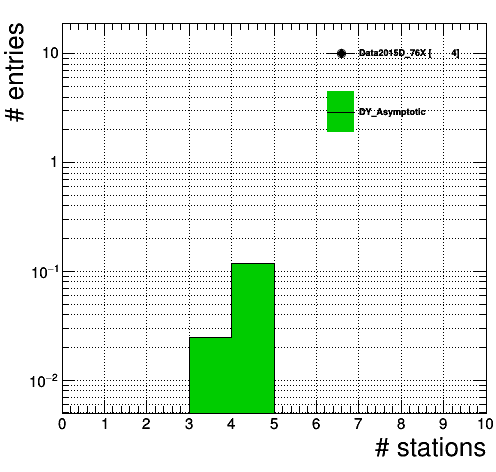 # entries
Data2015D_76X [ 4]
DY_Asymptotic
10
1
10⁻¹
10⁻²
0 1 2 3 4 5 6 7 8 9 10
# stations